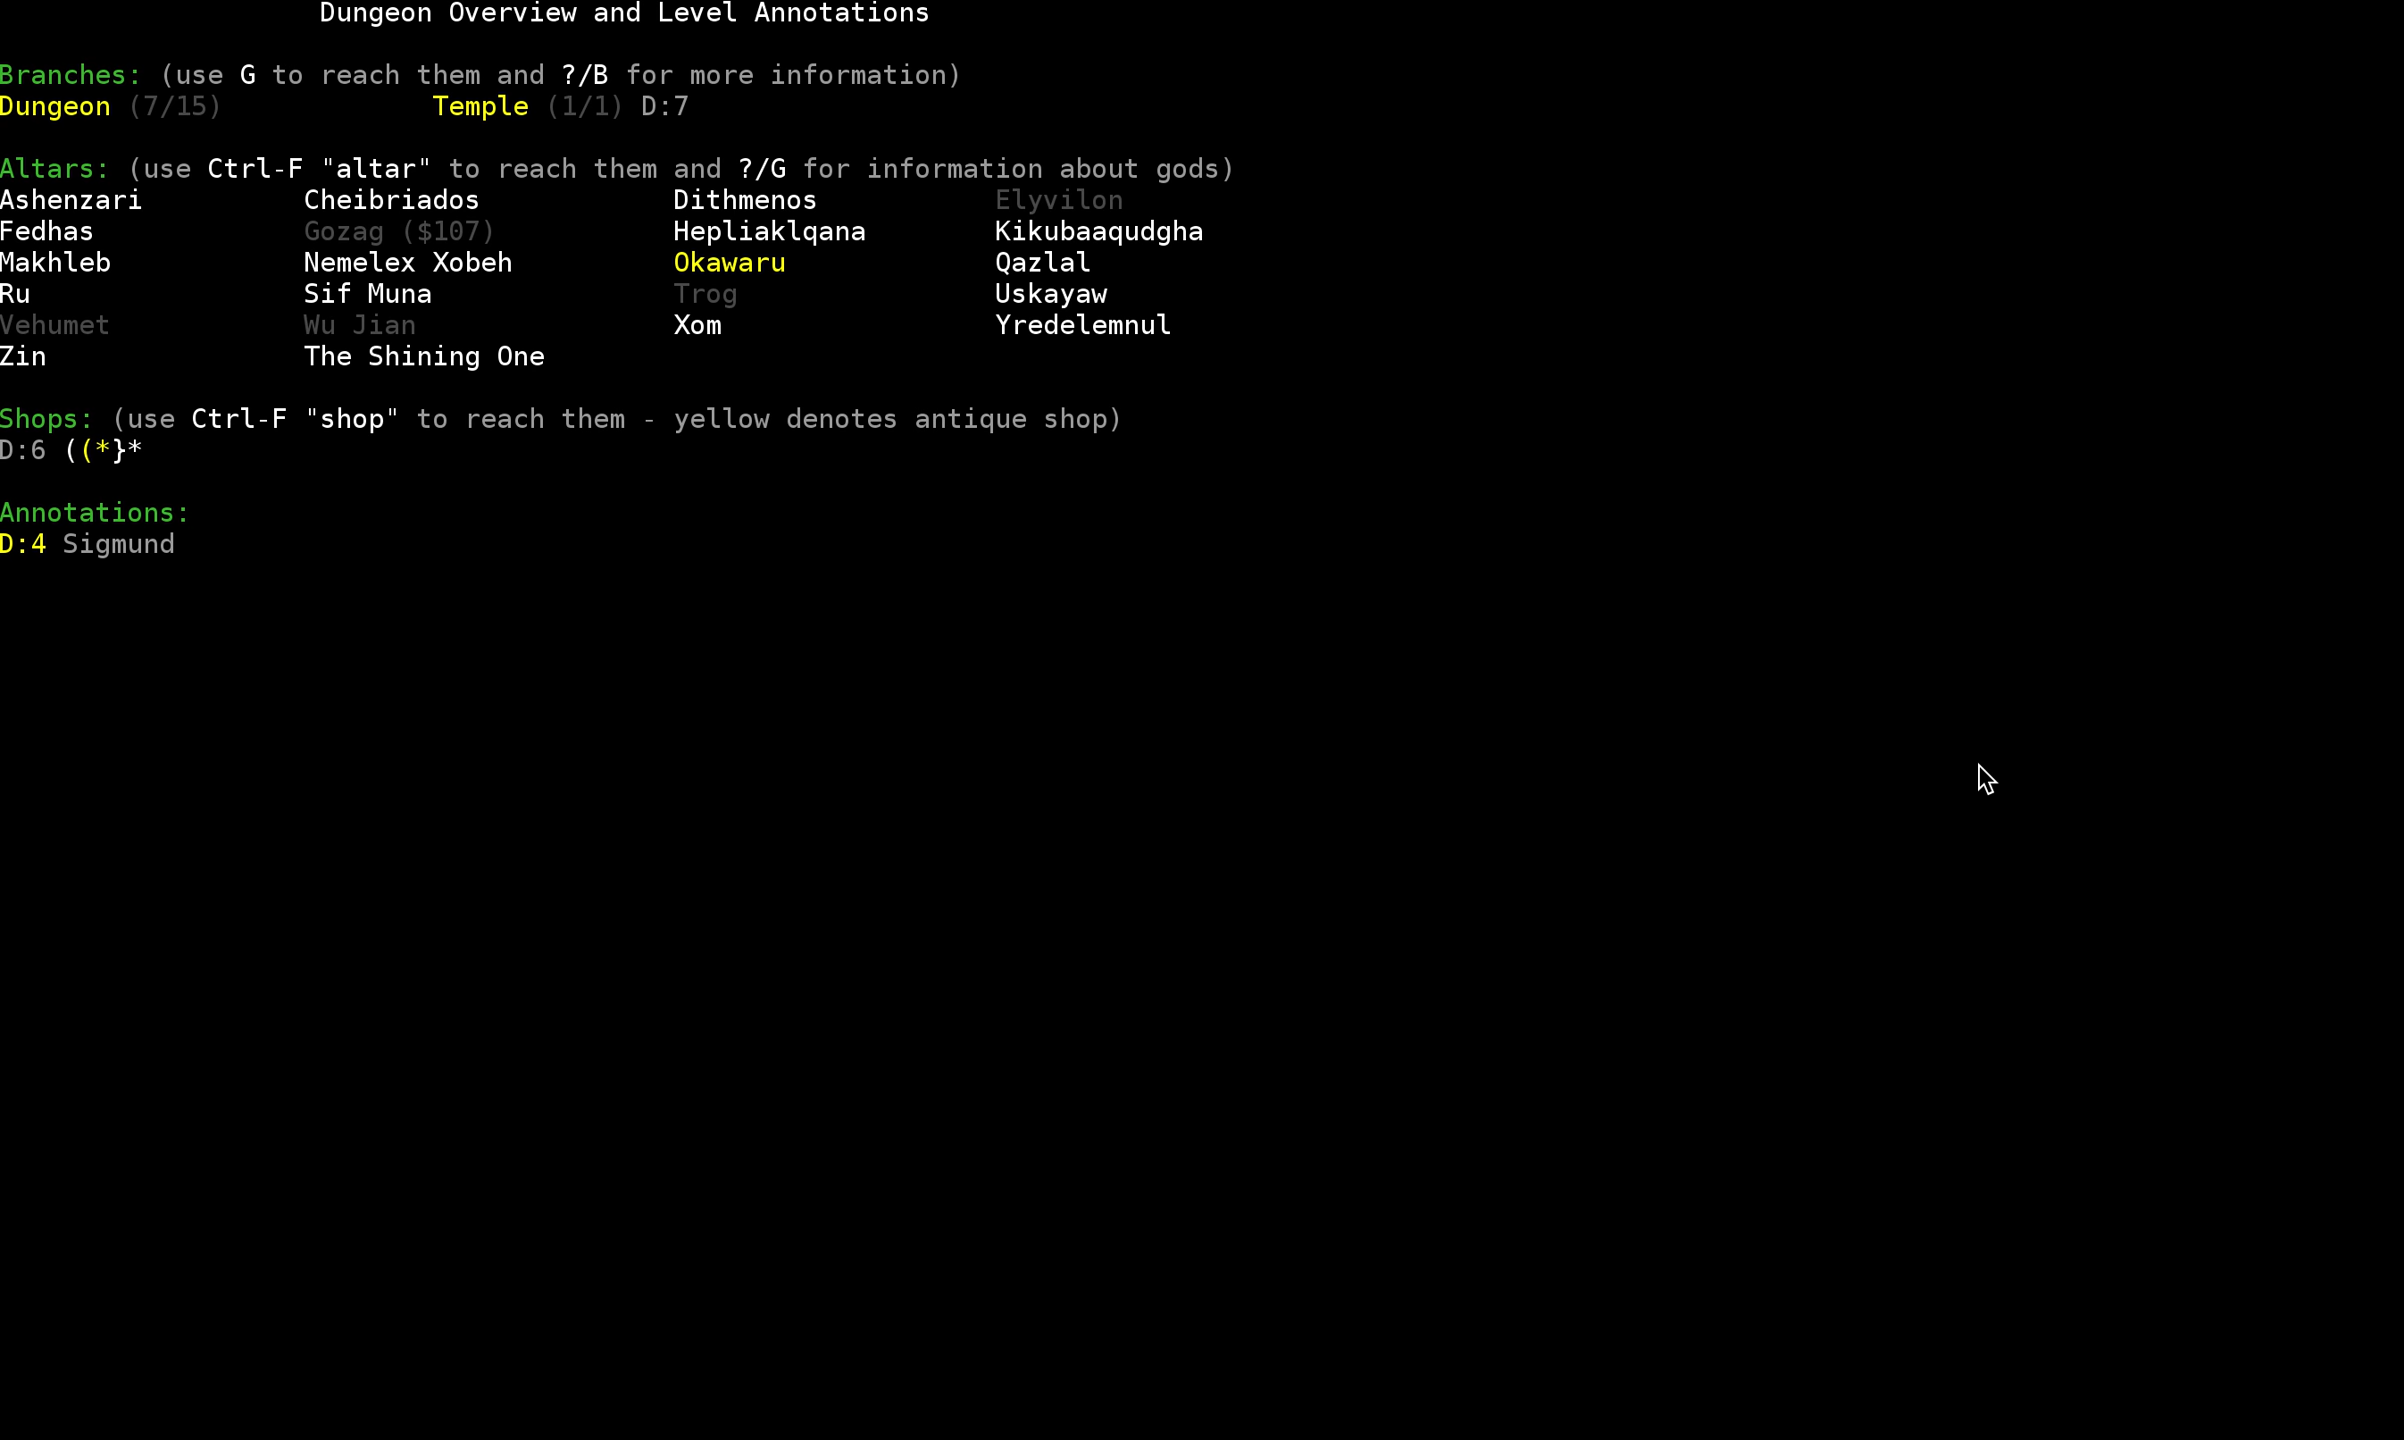 Dungeon Overview and Level Annotations
Branches: (use G to reach them and ?/B for more information)
Dungeon (7/15) Temple (1/1) D:7
Altars: (use Ctrl-F "altar" to reach them and ?/G for information about gods)
Ashenzari Cheibriados Dithmenos Elyvilon
Fedhas Gozag ($107) Hepliaklqana Kikubaaqudgha
Makhleb Nemelex Xobeh Okawaru Qazlal
Ru Sif Muna Trog Uskayaw
Vehumet Wu Jian Xom Yredelemnul
Zin The Shining One
Shops: (use Ctrl-F "shop" to reach them - yellow denotes antique shop)
D:6 ((*}*
Annotations:
D:4 Sigmund